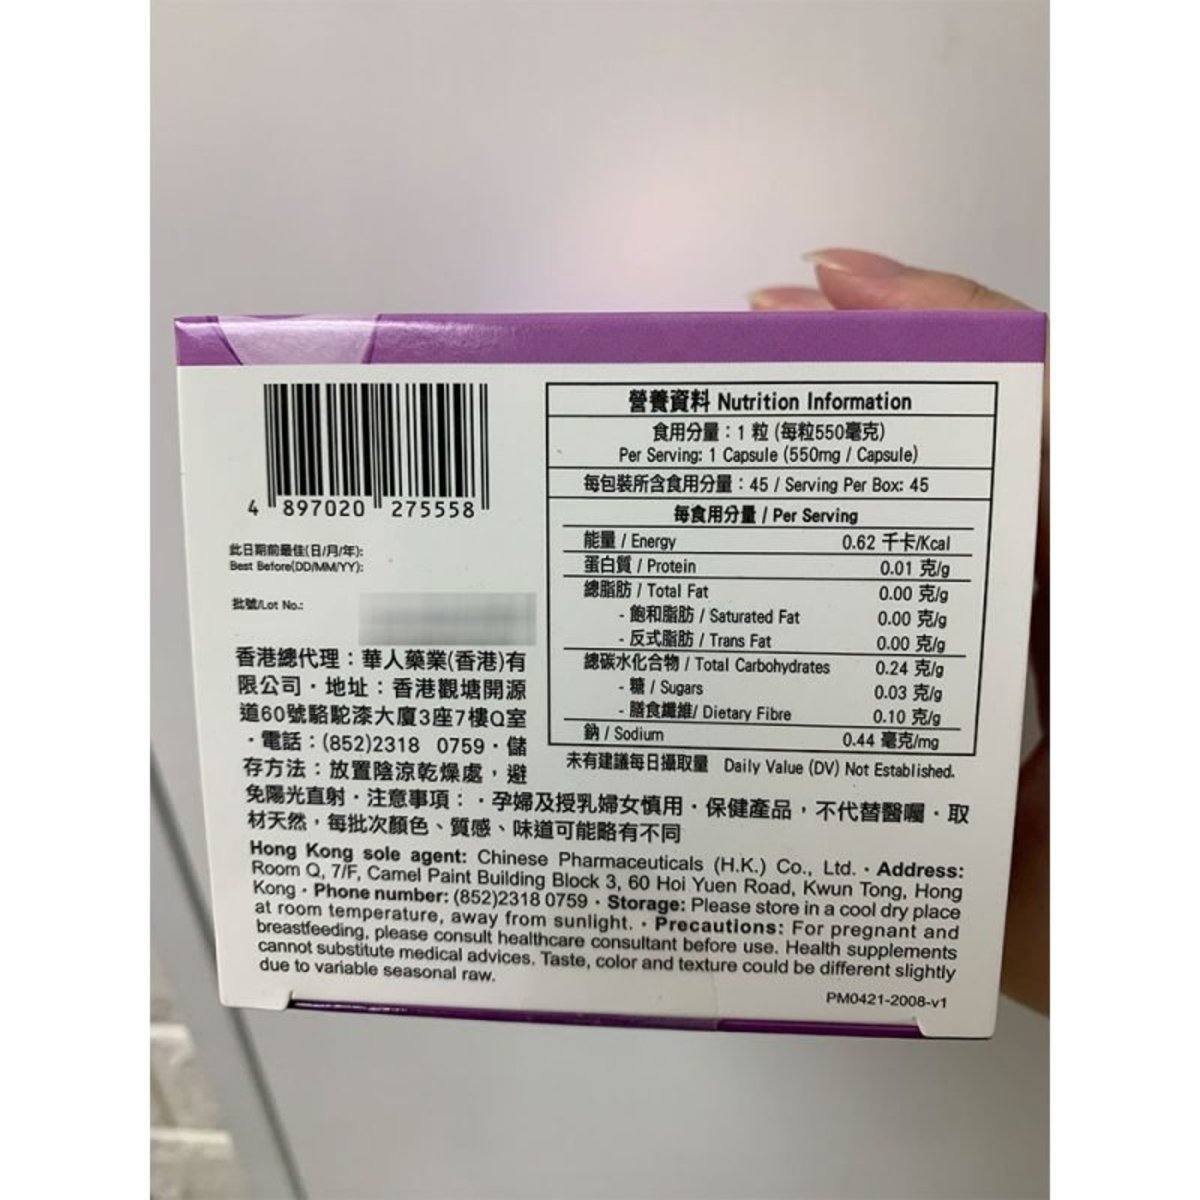 4 897020 275558
此日期前最佳(日/月/年):
Best Before(DD/MM/YY):
批號/Lot No.:
香港總代理：華人藥業(香港)有
限公司・地址：香港觀塘開源
道60號駱駝漆大廈3座7樓Q室
・電話：(852)2318 0759・儲
存方法：放置陰涼乾燥處，避
免陽光直射・注意事項：・孕婦及授乳婦女慎用・保健產品，不代替醫囑・取
材天然，每批次顏色、質感、味道可能略有不同
營養資料 Nutrition Information
食用分量：1 粒 (每粒550毫克)
Per Serving: 1 Capsule (550mg / Capsule)
每包裝所含食用分量：45 / Serving Per Box: 45
每食用分量 / Per Serving
能量 / Energy 0.62 千卡/Kcal
蛋白質 / Protein 0.01 克/g
總脂肪 / Total Fat 0.00 克/g
- 飽和脂肪 / Saturated Fat 0.00 克/g
- 反式脂肪 / Trans Fat 0.00 克/g
總碳水化合物 / Total Carbohydrates 0.24 克/g
- 糖 / Sugars 0.03 克/g
- 膳食纖維/ Dietary Fibre 0.10 克/g
鈉 / Sodium 0.44 毫克/mg
未有建議每日攝取量 Daily Value (DV) Not Established.
Hong Kong sole agent: Chinese Pharmaceuticals (H.K.) Co., Ltd. · Address:
Room Q, 7/F, Camel Paint Building Block 3, 60 Hoi Yuen Road, Kwun Tong, Hong
Kong · Phone number: (852)2318 0759 · Storage: Please store in a cool dry place
at room temperature, away from sunlight. · Precautions: For pregnant and
breastfeeding, please consult healthcare consultant before use. Health supplements
cannot substitute medical advices. Taste, color and texture could be different slightly
due to variable seasonal raw.
PM0421-2008-v1